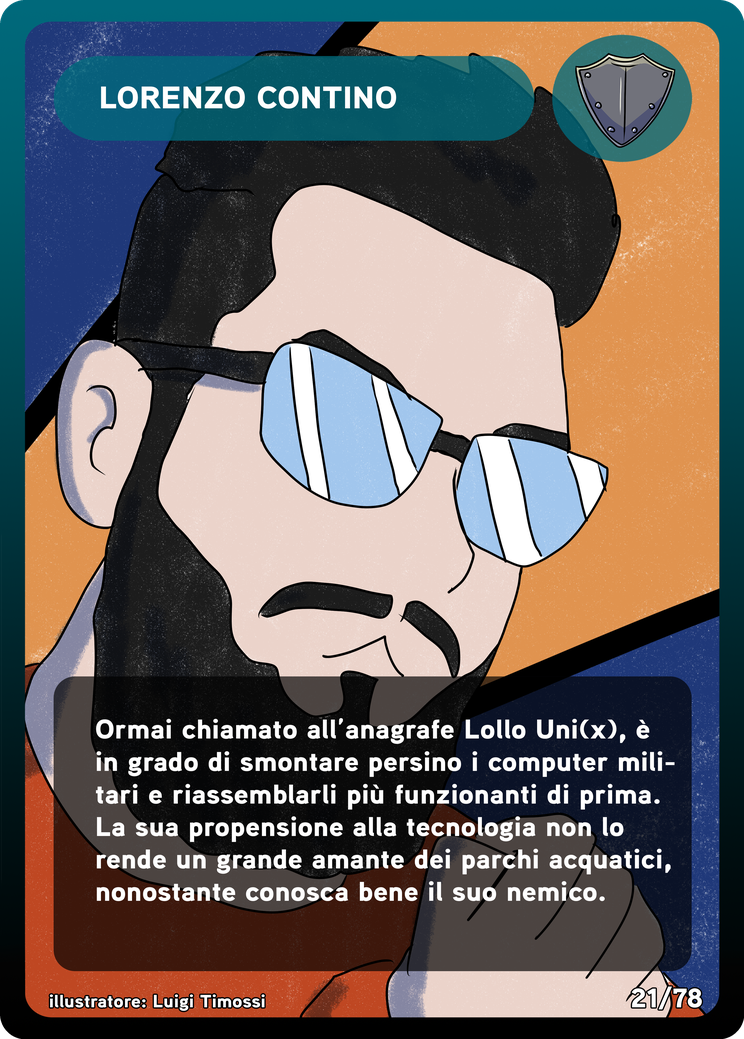 LORENZO CONTINO
Ormai chiamato all'anagrafe Lollo Uni(x), è
in grado di smontare persino i computer mili-
tari e riassemblarli più funzionanti di prima.
La sua propensione alla tecnologia non lo
rende un grande amante dei parchi acquatici,
nonostante conosca bene il suo nemico.
illustratore: Luigi Timossi
21/78